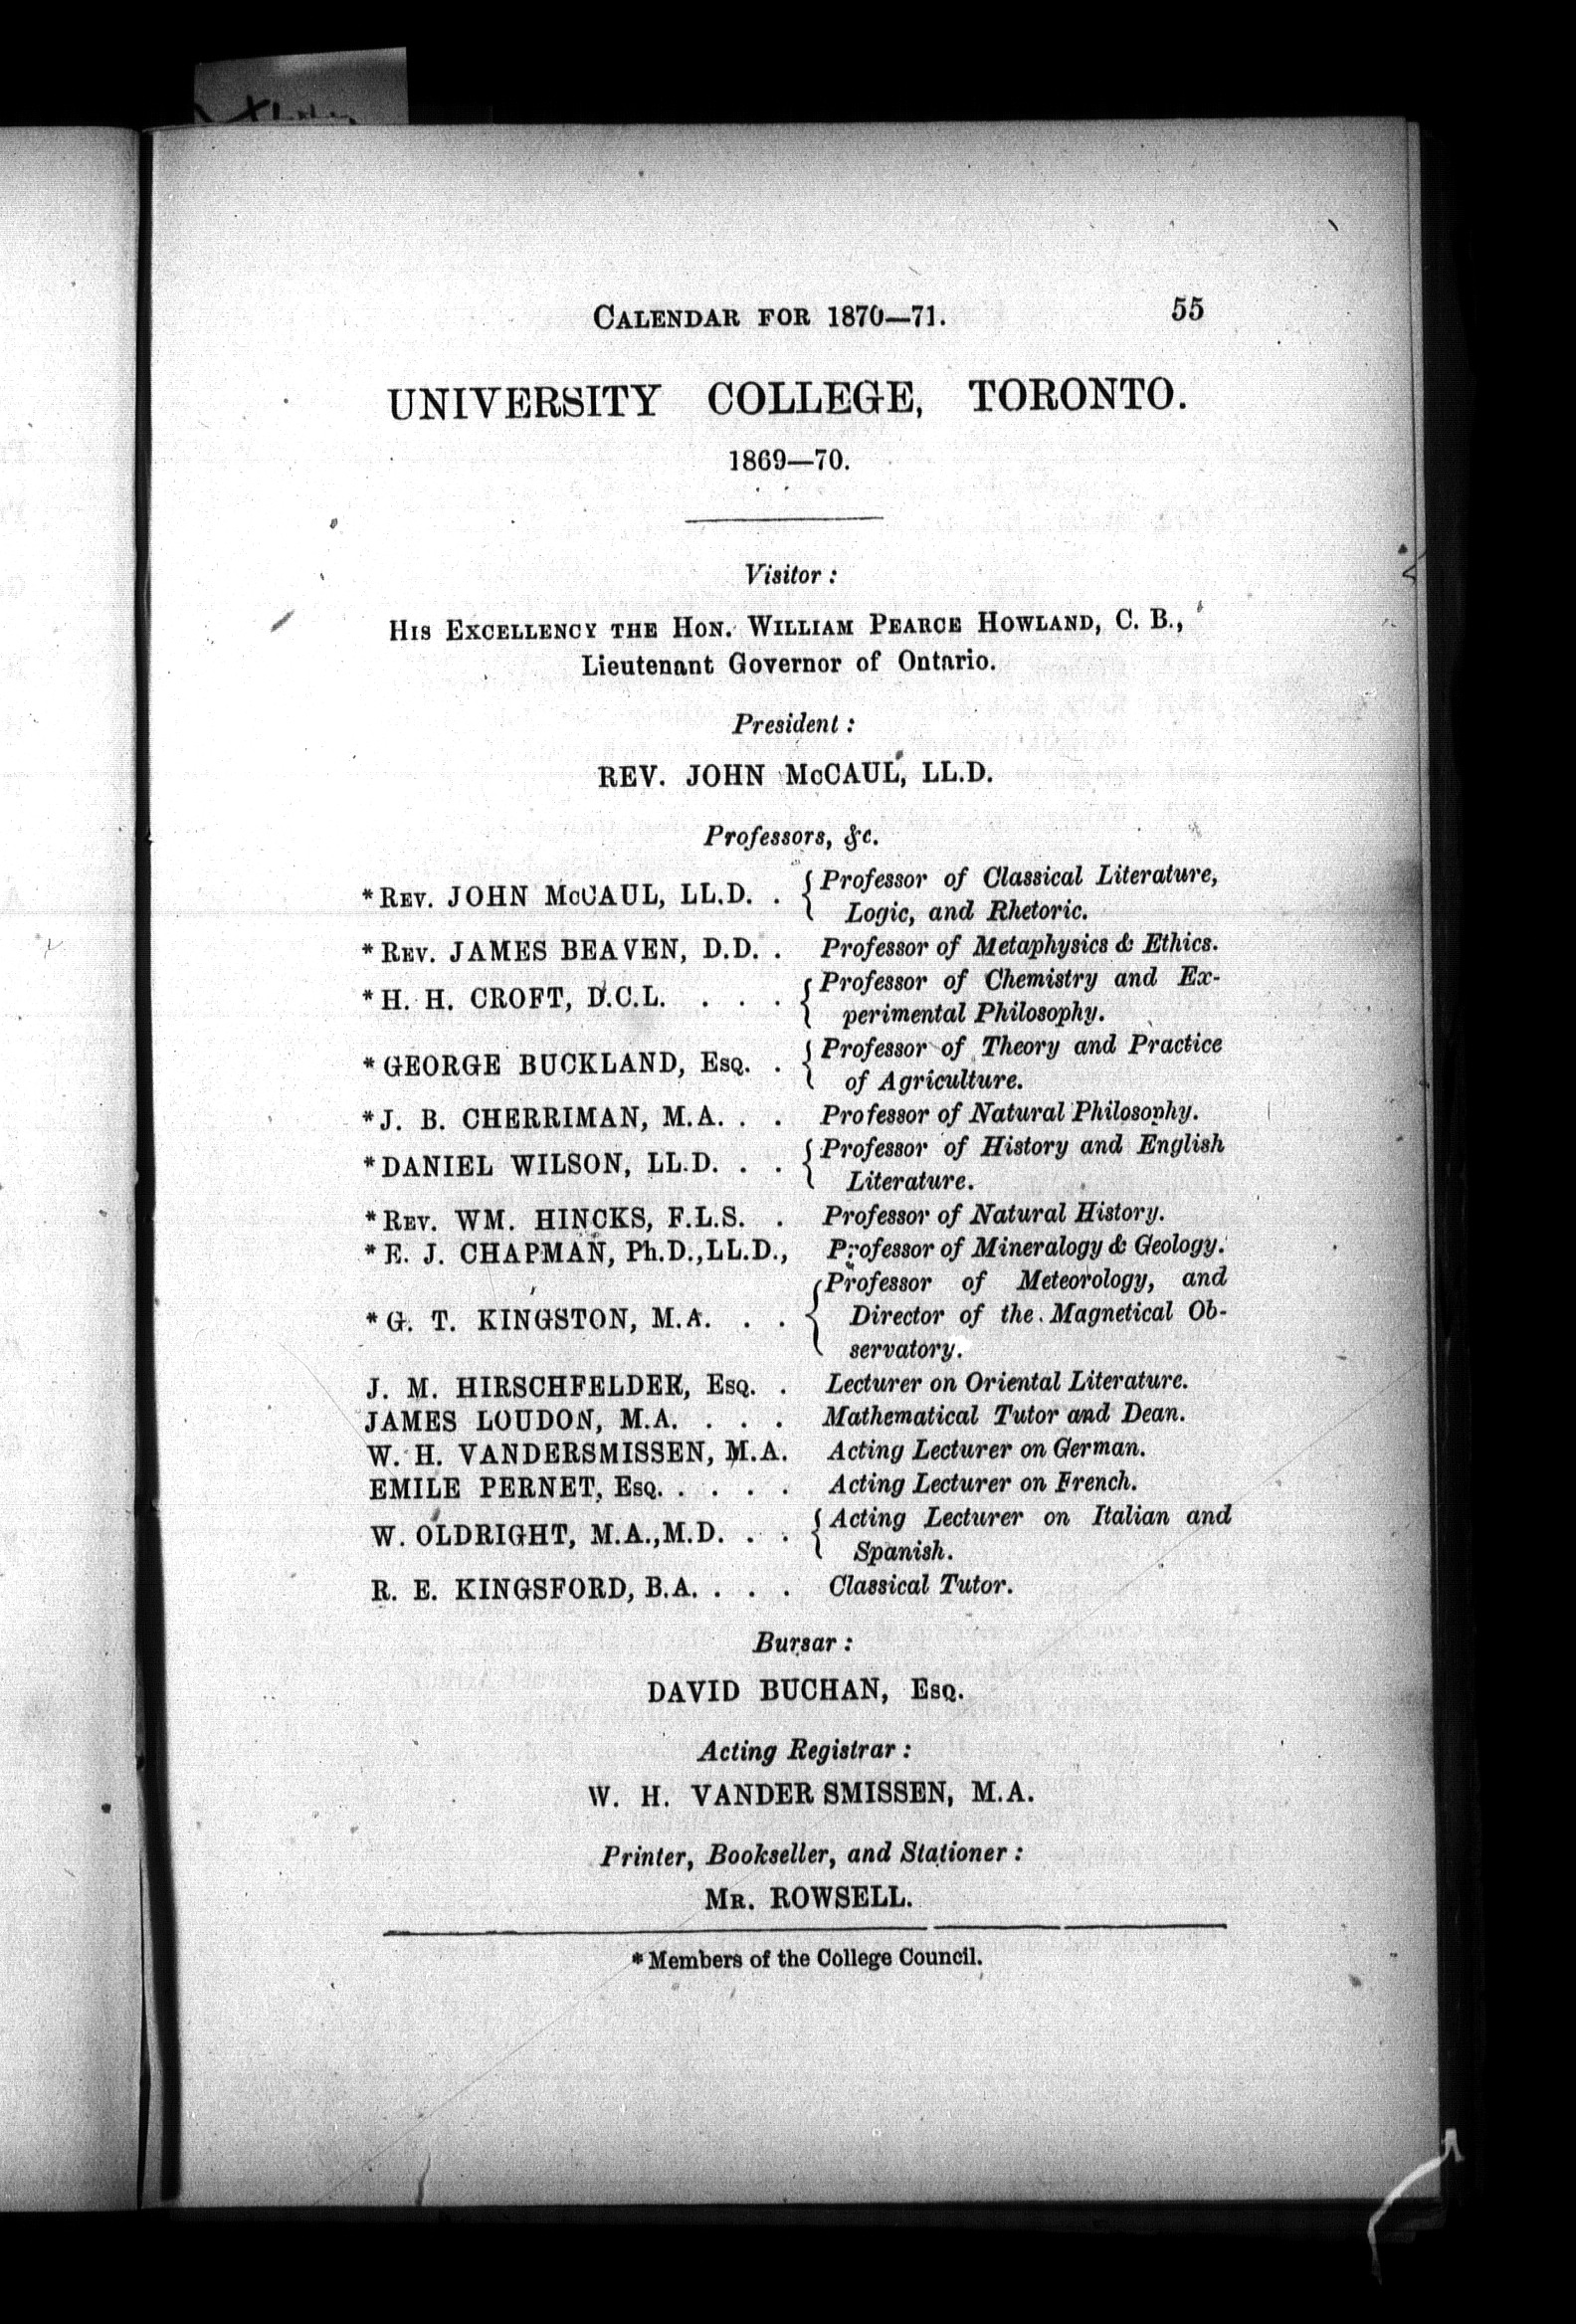 CALENDAR FOR 1870—71. 55
UNIVERSITY COLLEGE, TORONTO.
1869—70.
Visitor :
HIS EXCELLENCY THE HON. WILLIAM PEARCE HOWLAND, C. B.,
Lieutenant Governor of Ontario.
President :
REV. JOHN McCAUL, LL.D.
Professors, &c.
*REV. JOHN McCAUL, LL.D. . { Professor of Classical Literature,
Logic, and Rhetoric.
*REV. JAMES BEAVEN, D.D. . Professor of Metaphysics & Ethics.
*H. H. CROFT, D.C.L. . . . { Professor of Chemistry and Ex-
perimental Philosophy.
*GEORGE BUCKLAND, ESQ. . { Professor of Theory and Practice
of Agriculture.
*J. B. CHERRIMAN, M.A. . . Professor of Natural Philosophy.
*DANIEL WILSON, LL.D. . . { Professor of History and English
Literature.
*REV. WM. HINCKS, F.L.S. . Professor of Natural History.
*E. J. CHAPMAN, Ph.D., LL.D., Professor of Mineralogy & Geology.
*G. T. KINGSTON, M.A. . . { Professor of Meteorology, and
Director of the Magnetical Ob-
servatory.
J. M. HIRSCHFELDER, ESQ. . Lecturer on Oriental Literature.
JAMES LOUDON, M.A. . . . Mathematical Tutor and Dean.
W. H. VANDERSMISSEN, M.A. Acting Lecturer on German.
EMILE PERNET, ESQ. . . . . Acting Lecturer on French.
W. OLDRIGHT, M.A., M.D. . . { Acting Lecturer on Italian and
Spanish.
R. E. KINGSFORD, B.A. . . . Classical Tutor.
Bursar :
DAVID BUCHAN, ESQ.
Acting Registrar :
W. H. VANDER SMISSEN, M.A.
Printer, Bookseller, and Stationer :
MR. ROWSELL.
* Members of the College Council.